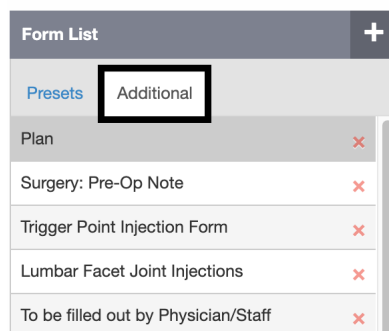 Form List
Presets Additional
Plan
Surgery: Pre-Op Note
Trigger Point Injection Form
Lumbar Facet Joint Injections
To be filled out by Physician/Staff